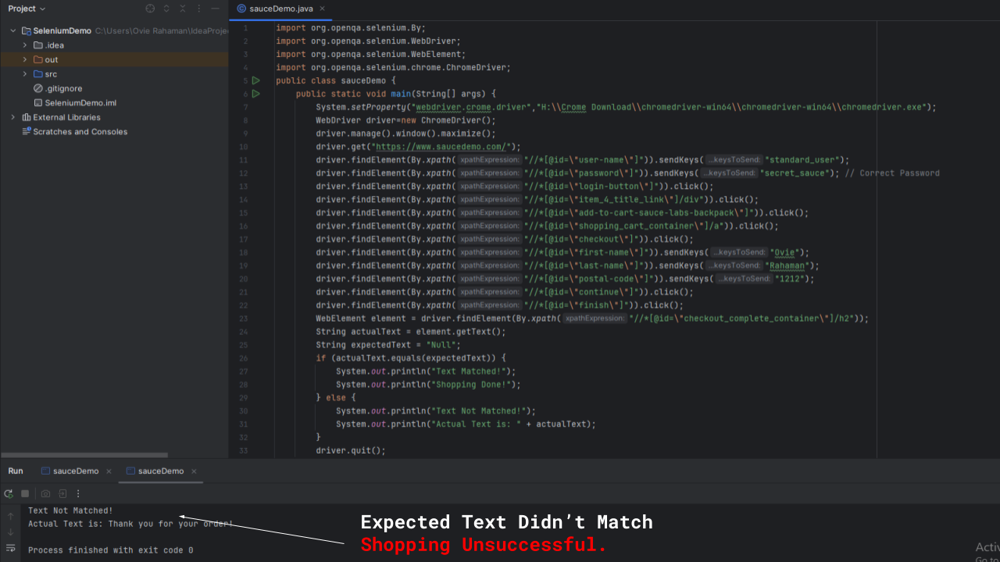 Project
SeleniumDemo C:\Users\Ovie Rahaman\IdeaProje
.idea
out
src
.gitignore
SeleniumDemo.iml
External Libraries
Scratches and Consoles
sauceDemo.java
1 import org.openqa.selenium.By;
2 import org.openqa.selenium.WebDriver;
3 import org.openqa.selenium.WebElement;
4 import org.openqa.selenium.chrome.ChromeDriver;
5 public class sauceDemo {
6 public static void main(String[] args) {
7 System.setProperty("webdriver.crome.driver","H:\\Crome Download\\chromedriver-win64\\chromedriver-win64\\chromedriver.exe");
8 WebDriver driver=new ChromeDriver();
9 driver.manage().window().maximize();
10 driver.get("https://www.saucedemo.com/");
11 driver.findElement(By.xpath( xpathExpression: "//*[@id=\"user-name\"]")).sendKeys( ...keysToSend: "standard_user");
12 driver.findElement(By.xpath( xpathExpression: "//*[@id=\"password\"]")).sendKeys( ...keysToSend: "secret_sauce"); // Correct Password
13 driver.findElement(By.xpath( xpathExpression: "//*[@id=\"login-button\"]")).click();
14 driver.findElement(By.xpath( xpathExpression: "//*[@id=\"item_4_title_link\"]/div")).click();
15 driver.findElement(By.xpath( xpathExpression: "//*[@id=\"add-to-cart-sauce-labs-backpack\"]")).click();
16 driver.findElement(By.xpath( xpathExpression: "//*[@id=\"shopping_cart_container\"]/a")).click();
17 driver.findElement(By.xpath( xpathExpression: "//*[@id=\"checkout\"]")).click();
18 driver.findElement(By.xpath( xpathExpression: "//*[@id=\"first-name\"]")).sendKeys( ...keysToSend: "Ovie");
19 driver.findElement(By.xpath( xpathExpression: "//*[@id=\"last-name\"]")).sendKeys( ...keysToSend: "Rahaman");
20 driver.findElement(By.xpath( xpathExpression: "//*[@id=\"postal-code\"]")).sendKeys( ...keysToSend: "1212");
21 driver.findElement(By.xpath( xpathExpression: "//*[@id=\"continue\"]")).click();
22 driver.findElement(By.xpath( xpathExpression: "//*[@id=\"finish\"]")).click();
23 WebElement element = driver.findElement(By.xpath( xpathExpression: "//*[@id=\"checkout_complete_container\"]/h2"));
24 String actualText = element.getText();
25 String expectedText = "Null";
26 if (actualText.equals(expectedText)) {
27 System.out.println("Text Matched!");
28 System.out.println("Shopping Done!");
29 } else {
30 System.out.println("Text Not Matched!");
31 System.out.println("Actual Text is: " + actualText);
32 }
33 driver.quit();
Run sauceDemo sauceDemo
Text Not Matched!
Actual Text is: Thank you for your order!
Process finished with exit code 0
Expected Text Didn’t Match
Shopping Unsuccessful.
Activ
Go to